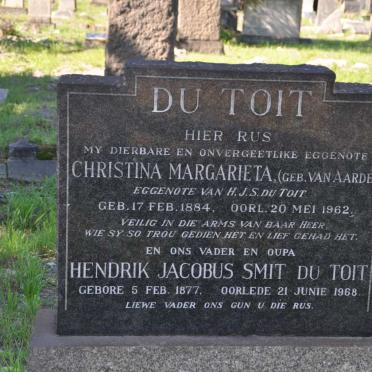 DU TOIT
HIER RUS
MY DIERBARE EN ONVERGEETLIKE EGGENOTE
CHRISTINA MARGARIETA, (GEB. VAN AARDE)
EGGENOTE VAN H.J.S. DU TOIT
GEB. 17 FEB. 1884, OORL. 20 MEI 1962.
VEILIG IN DIE ARMS VAN BAAR HEER,
WIE SY SO TROU GEDIEN HET EN LIEF GEHAD HET.
EN ONS VADER EN OUPA
HENDRIK JACOBUS SMIT DU TOIT
GEBORE 5 FEB. 1877, OORLEDE 21 JUNIE 1968
LIEWE VADER ONS GUN U DIE RUS.